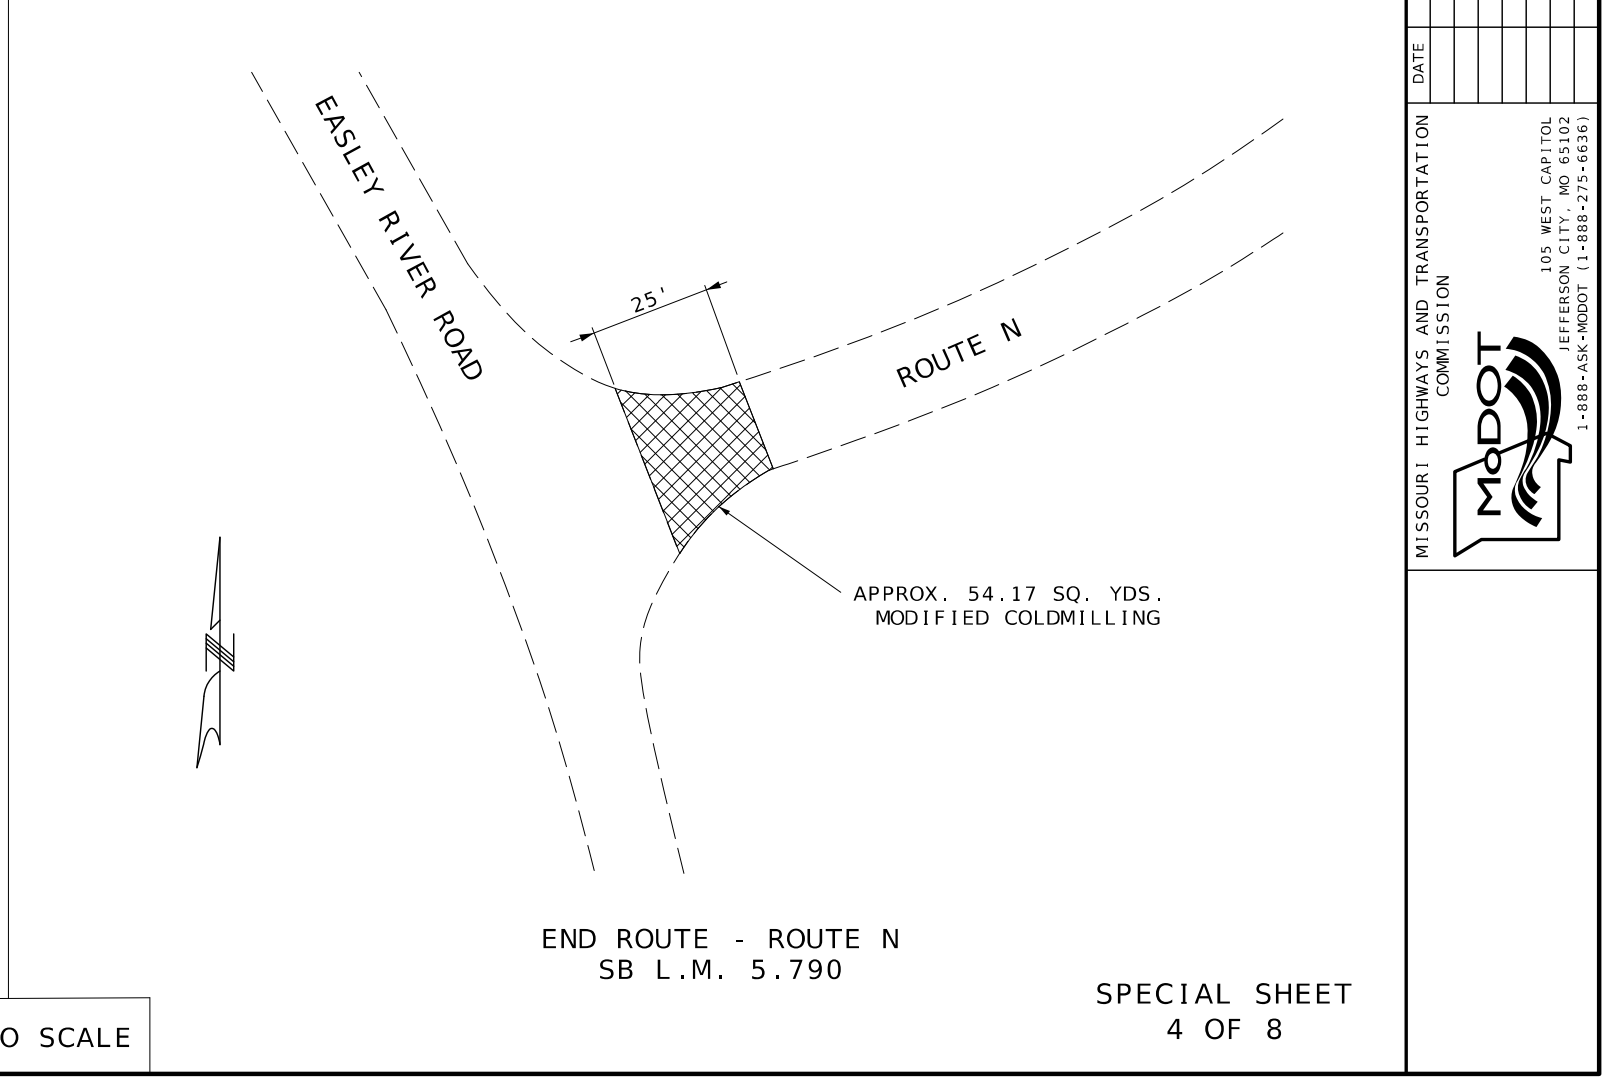 EASLEY RIVER ROAD
25'
ROUTE N
APPROX. 54.17 SQ. YDS.
MODIFIED COLDMILLING
N
END ROUTE - ROUTE N
SB L.M. 5.790
SPECIAL SHEET
4 OF 8
O SCALE
DATE
MISSOURI HIGHWAYS AND TRANSPORTATION
COMMISSION
MoDOT
105 WEST CAPITOL
JEFFERSON CITY, MO 65102
1-888-ASK-MODOT (1-888-275-6636)